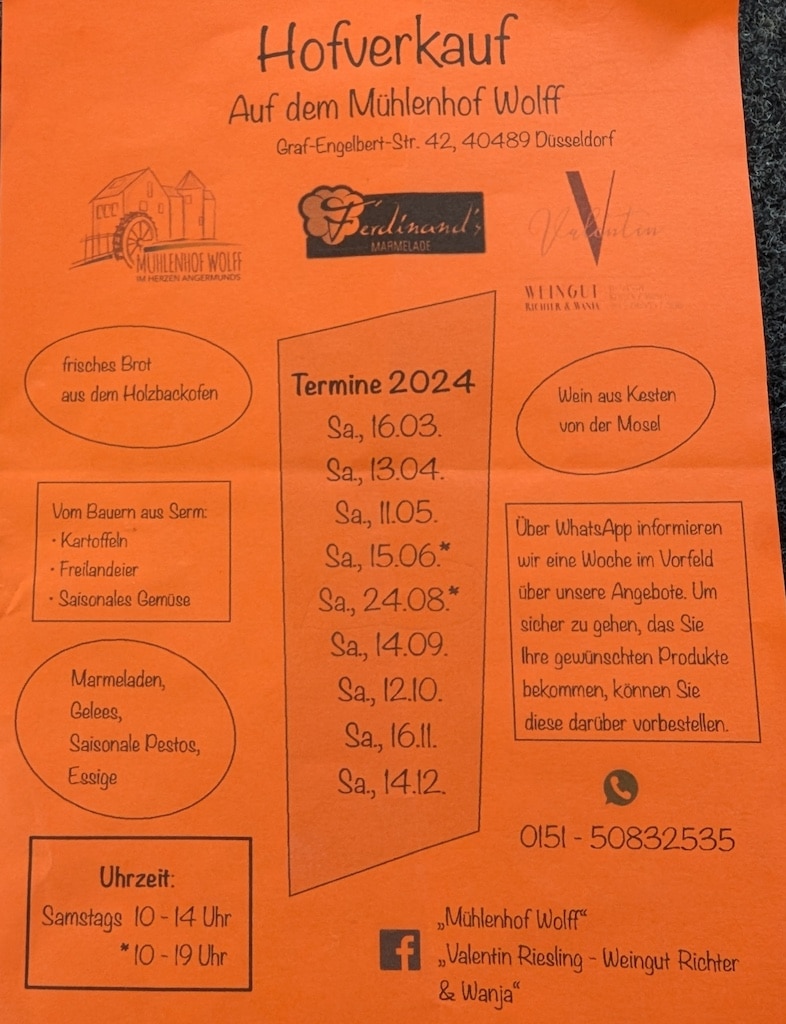 Hofverkauf
Auf dem Mühlenhof Wolff
Graf-Engelbert-Str. 42, 40489 Düsseldorf
MÜHLENHOF WOLFF
IM HERZEN ANGERMUNDS
Ferdinand's
MARMELADE
V
Valentin
WEINGUT
RICHTER & WANJA
frisches Brot
aus dem Holzbackofen
Vom Bauern aus Serm:
· Kartoffeln
· Freilandeier
· Saisonales Gemüse
Marmeladen,
Gelees,
Saisonale Pestos,
Essige
Uhrzeit:
Samstags 10 - 14 Uhr
* 10 - 19 Uhr
Termine 2024
Sa., 16.03.
Sa., 13.04.
Sa., 11.05.
Sa., 15.06.*
Sa., 24.08.*
Sa., 14.09.
Sa., 12.10.
Sa., 16.11.
Sa., 14.12.
Wein aus Kesten
von der Mosel
Über WhatsApp informieren
wir eine Woche im Vorfeld
über unsere Angebote. Um
sicher zu gehen, das Sie
Ihre gewünschten Produkte
bekommen, können Sie
diese darüber vorbestellen.
0151 - 50832535
„Mühlenhof Wolff“
„Valentin Riesling - Weingut Richter
& Wanja“